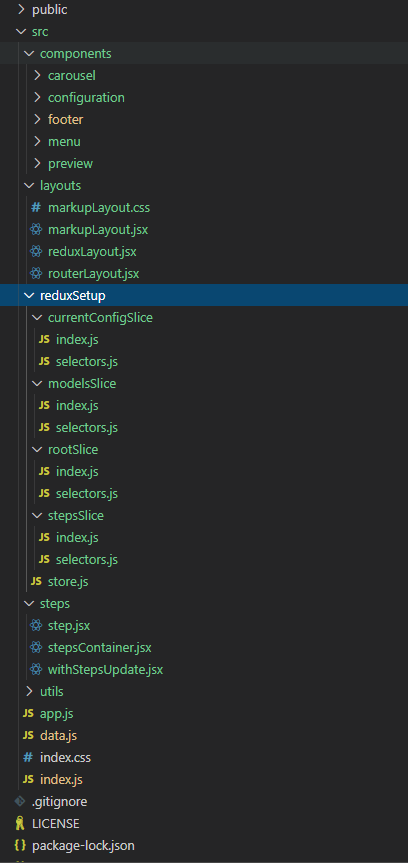 public
src
components
carousel
configuration
footer
menu
preview
layouts
# markupLayout.css
markupLayout.jsx
reduxLayout.jsx
routerLayout.jsx
reduxSetup
currentConfigSlice
JS index.js
JS selectors.js
modelsSlice
JS index.js
JS selectors.js
rootSlice
JS index.js
JS selectors.js
stepsSlice
JS index.js
JS selectors.js
JS store.js
steps
step.jsx
stepsContainer.jsx
withStepsUpdate.jsx
utils
JS app.js
JS data.js
# index.css
JS index.js
.gitignore
LICENSE
{} package-lock.json